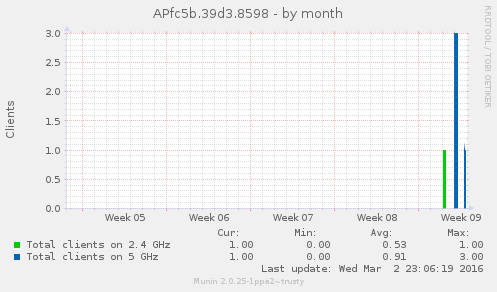 APfc5b.39d3.8598 - by month
RRDTOOL / TOBI OETIKER
Clients
3.0
2.5
2.0
1.5
1.0
0.5
0.0
Week 05 Week 06 Week 07 Week 08 Week 09
Cur: Min: Avg: Max:
Total clients on 2.4 GHz 1.00 0.00 0.53 1.00
Total clients on 5 GHz 1.00 0.00 0.91 3.00
Last update: Wed Mar 2 23:06:19 2016
Munin 2.0.25-1ppa2~trusty